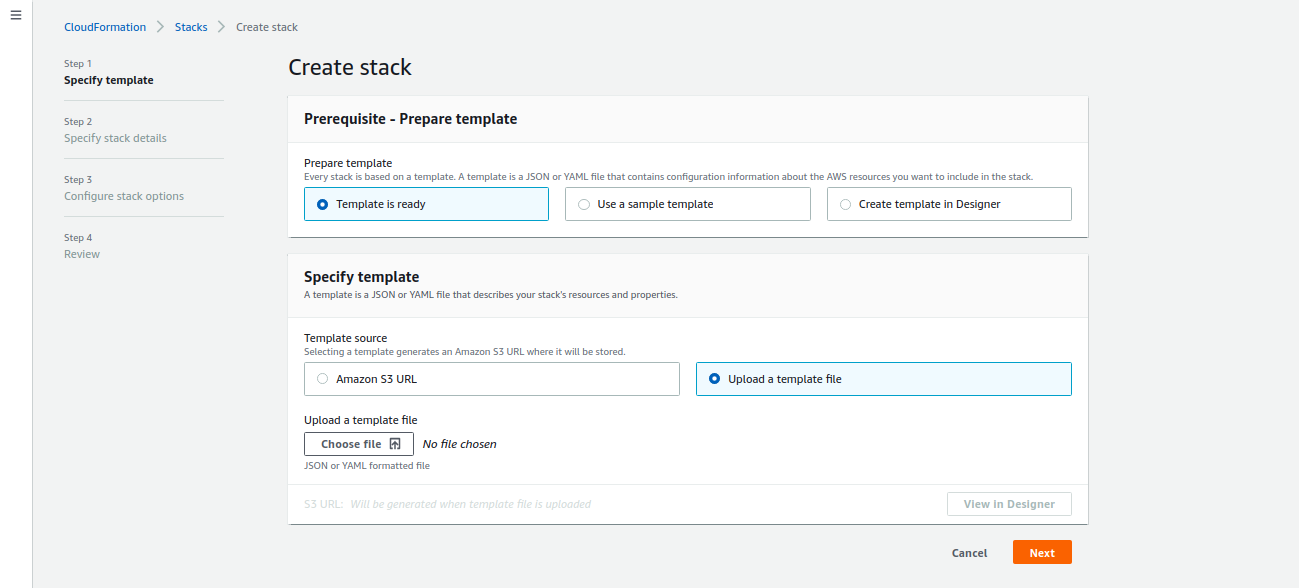 CloudFormation > Stacks > Create stack
Step 1
Specify template
Step 2
Specify stack details
Step 3
Configure stack options
Step 4
Review
Create stack
Prerequisite - Prepare template
Prepare template
Every stack is based on a template. A template is a JSON or YAML file that contains configuration information about the AWS resources you want to include in the stack.
Template is ready
Use a sample template
Create template in Designer
Specify template
A template is a JSON or YAML file that describes your stack's resources and properties.
Template source
Selecting a template generates an Amazon S3 URL where it will be stored.
Amazon S3 URL
Upload a template file
Upload a template file
Choose file No file chosen
JSON or YAML formatted file
S3 URL: Will be generated when template file is uploaded
View in Designer
Cancel
Next